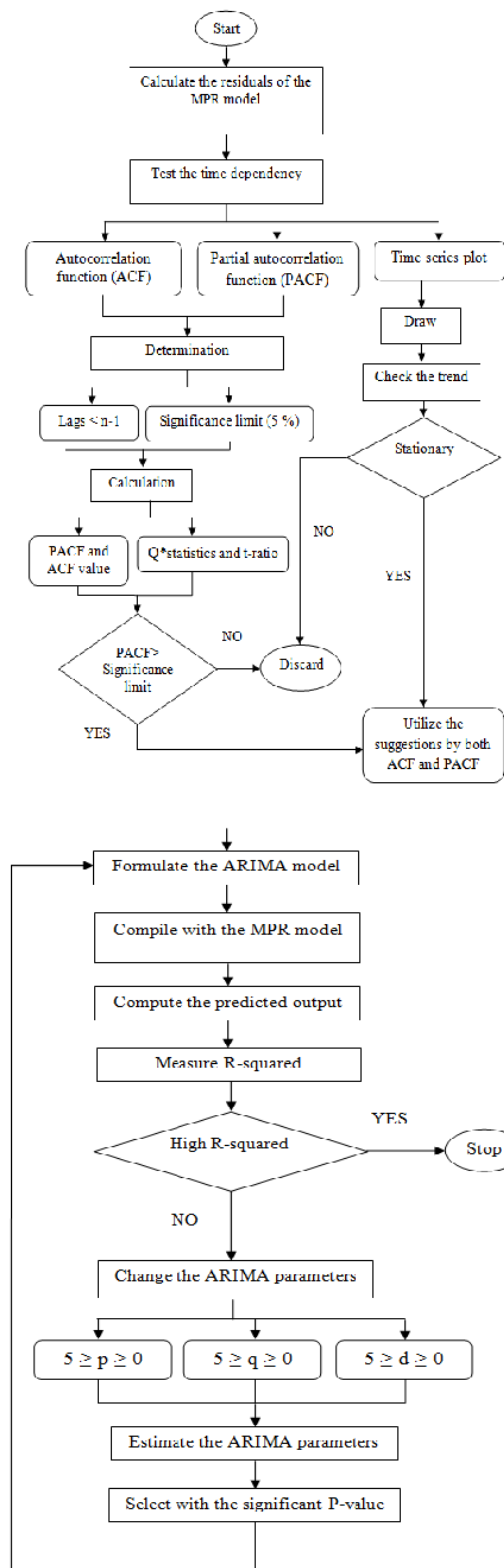 Start
Calculate the residuals of the
MPR model
Test the time dependency
Autocorrelation
function (ACF)
Partial autocorrelation
function (PACF)
Time series plot
Draw
Determination
Check the trend
Lags < n-1
Significance limit (5 %)
Stationary
Calculation
NO
PACF and
ACF value
Q*statistics and t-ratio
YES
PACF>
Significance
limit
NO
Discard
YES
Utilize the
suggestions by both
ACF and PACF
Formulate the ARIMA model
Compile with the MPR model
Compute the predicted output
Measure R-squared
High R-squared
YES
Stop
NO
Change the ARIMA parameters
5 ≥ p ≥ 0
5 ≥ q ≥ 0
5 ≥ d ≥ 0
Estimate the ARIMA parameters
Select with the significant P-value